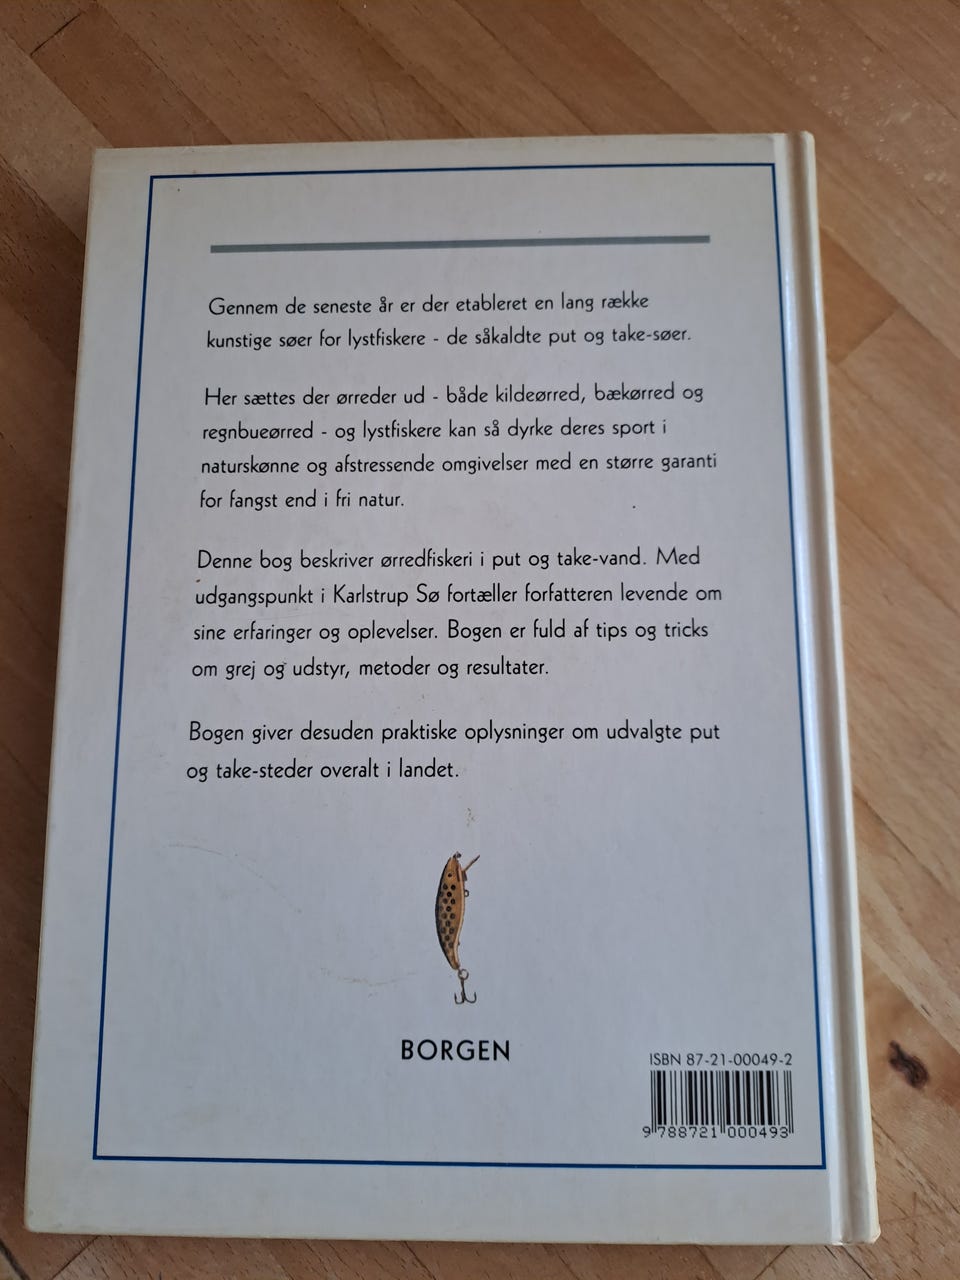 Gennem de seneste år er der etableret en lang række
kunstige søer for lystfiskere - de såkaldte put og take-søer.
Her sættes der ørreder ud - både kildeørred, bækørred og
regnbueørred - og lystfiskere kan så dyrke deres sport i
naturskønne og afstressende omgivelser med en større garanti
for fangst end i fri natur.
Denne bog beskriver ørredfiskeri i put og take-vand. Med
udgangspunkt i Karlstrup Sø fortæller forfatteren levende om
sine erfaringer og oplevelser. Bogen er fuld af tips og tricks
om grej og udstyr, metoder og resultater.
Bogen giver desuden praktiske oplysninger om udvalgte put
og take-steder overalt i landet.
BORGEN
ISBN 87-21-00049-2
9 788721 000493